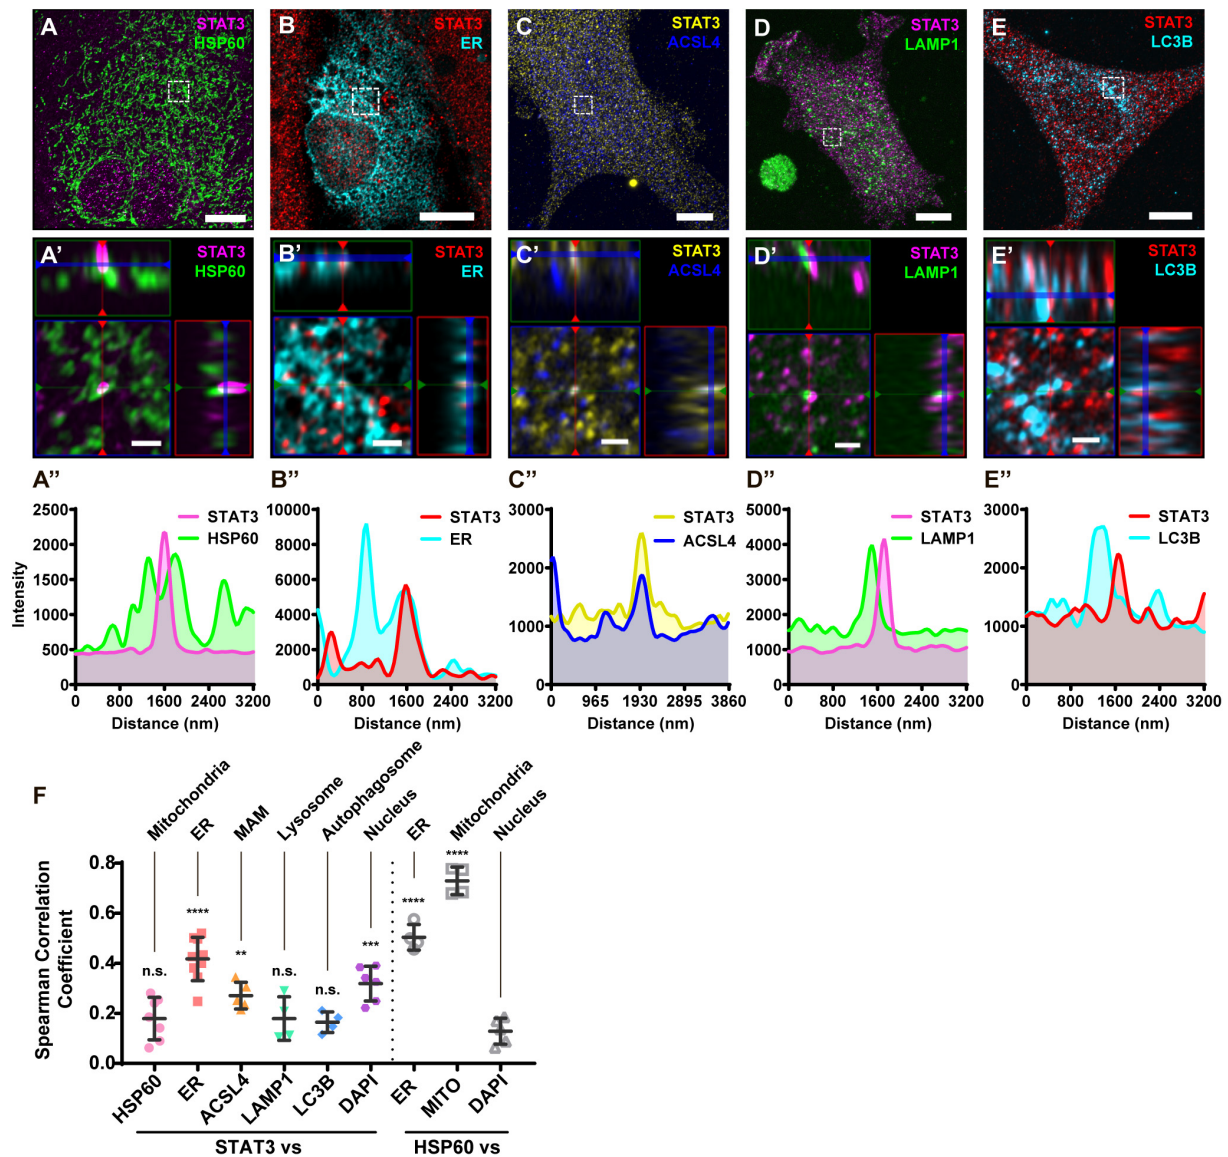 A
STAT3
HSP60
B
STAT3
ER
C
STAT3
ACSL4
D
STAT3
LAMP1
E
STAT3
LC3B
A'
STAT3
HSP60
B'
STAT3
ER
C'
STAT3
ACSL4
D'
STAT3
LAMP1
E'
STAT3
LC3B
A''
2500
2000
1500
1000
500
0
Intensity
STAT3
HSP60
0 800 1600 2400 3200
Distance (nm)
B''
10000
8000
6000
4000
2000
0
STAT3
ER
0 800 1600 2400 3200
Distance (nm)
C''
3000
2000
1000
0
STAT3
ACSL4
0 965 1930 2895 3860
Distance (nm)
D''
5000
4000
3000
2000
1000
0
STAT3
LAMP1
0 800 1600 2400 3200
Distance (nm)
E''
3000
2000
1000
0
STAT3
LC3B
0 800 1600 2400 3200
Distance (nm)
F
Mitochondria
ER
MAM
Lysosome
Autophagosome
Nucleus
ER
Mitochondria
Nucleus
Spearman Correlation
Coefficient
0.8
0.6
0.4
0.2
0.0
n.s.
****
**
n.s.
n.s.
***
****
****
HSP60
ER
ACSL4
LAMP1
LC3B
DAPI
ER
MITO
DAPI
STAT3 vs
HSP60 vs